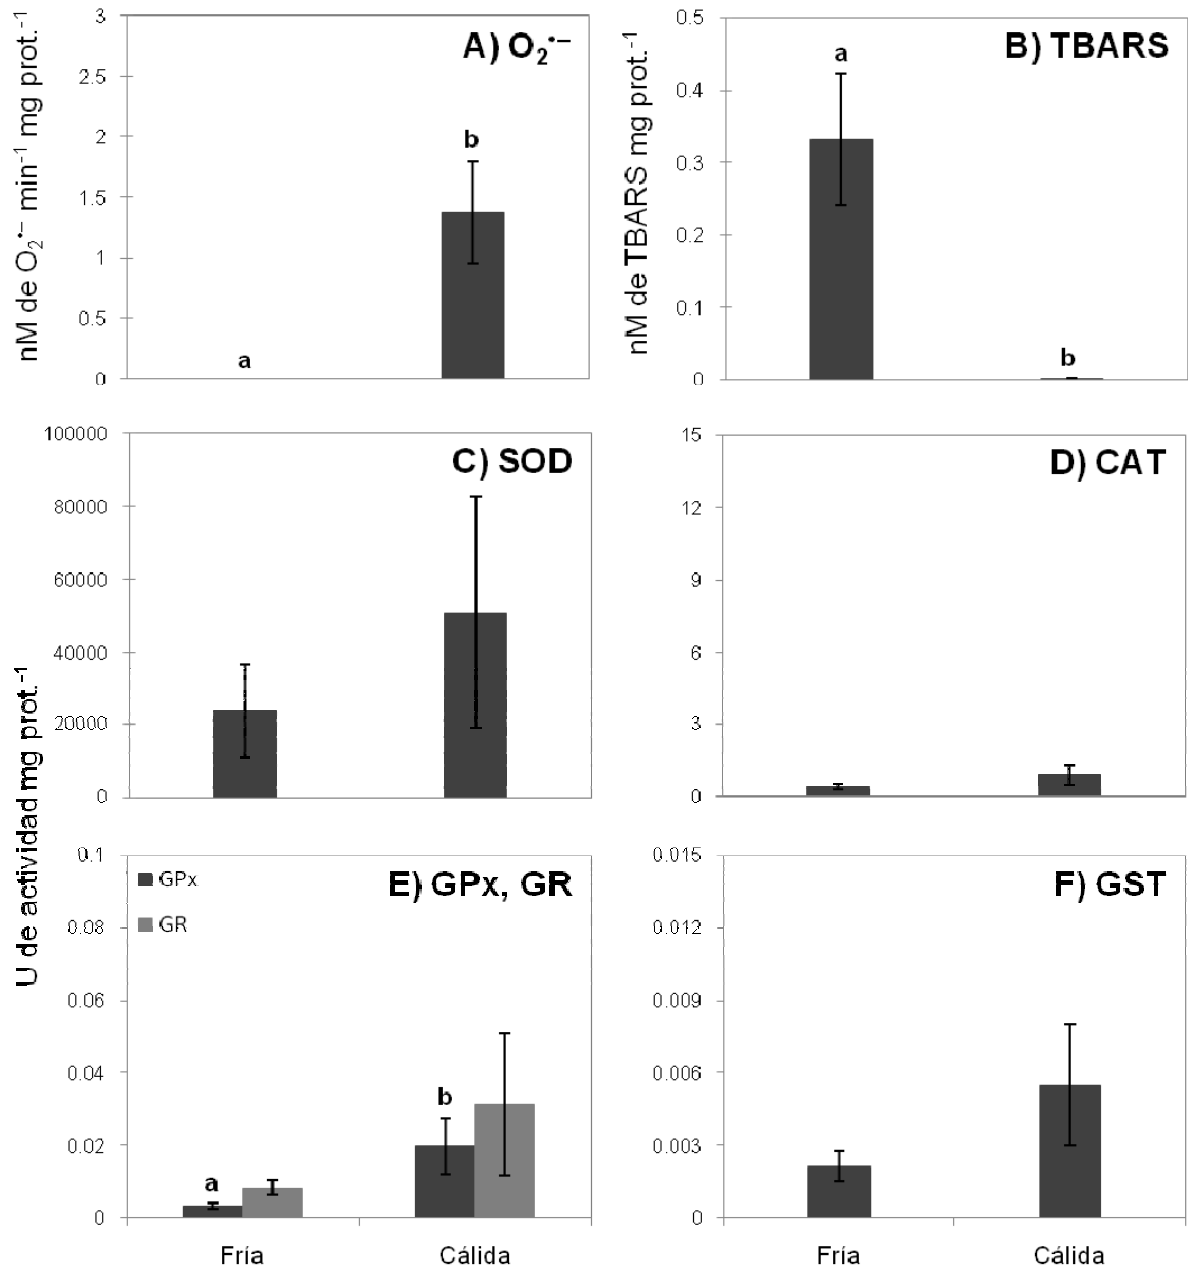 A) O₂•–
nM de O₂•– min⁻¹ mg prot.⁻¹
3
2.5
2
1.5
1
0.5
0
a
b
B) TBARS
nM de TBARS mg prot.⁻¹
0.5
0.4
0.3
0.2
0.1
0
a
b
U de actividad mg prot.⁻¹
C) SOD
100000
80000
60000
40000
20000
0
D) CAT
15
12
9
6
3
0
E) GPx, GR
GPx
GR
0.1
0.08
0.06
0.04
0.02
0
a
b
Fría Cálida
F) GST
0.015
0.012
0.009
0.006
0.003
0
Fría Cálida